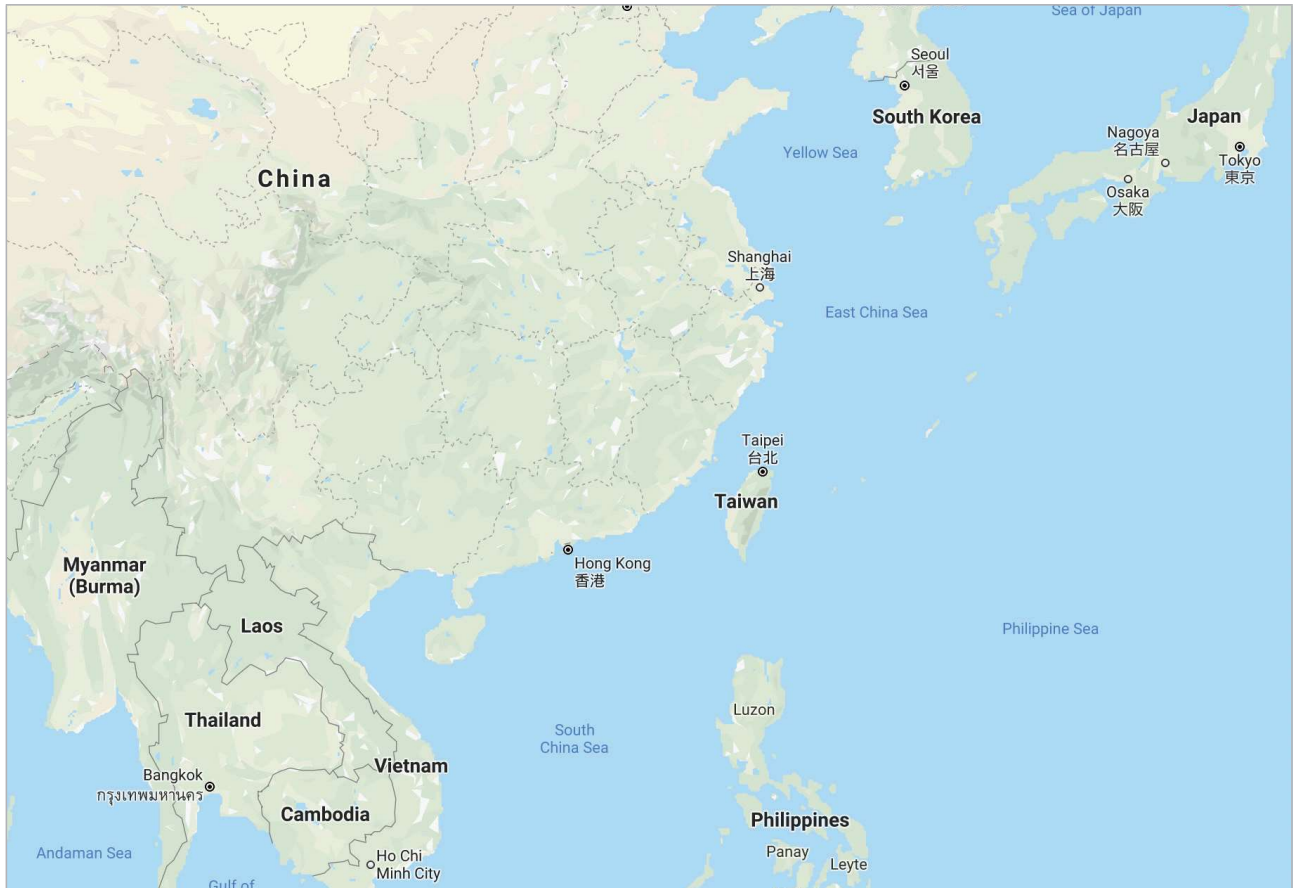 Sea of Japan
Seoul
서울
South Korea
Japan
Nagoya
名古屋
Tokyo
東京
Osaka
大阪
Yellow Sea
China
Shanghai
上海
East China Sea
Taipei
台北
Taiwan
Hong Kong
香港
Myanmar
(Burma)
Laos
Philippine Sea
Luzon
Thailand
South
China Sea
Vietnam
Bangkok
กรุงเทพมหานคร
Cambodia
Philippines
Andaman Sea
Ho Chi
Minh City
Panay
Leyte
Gulf of